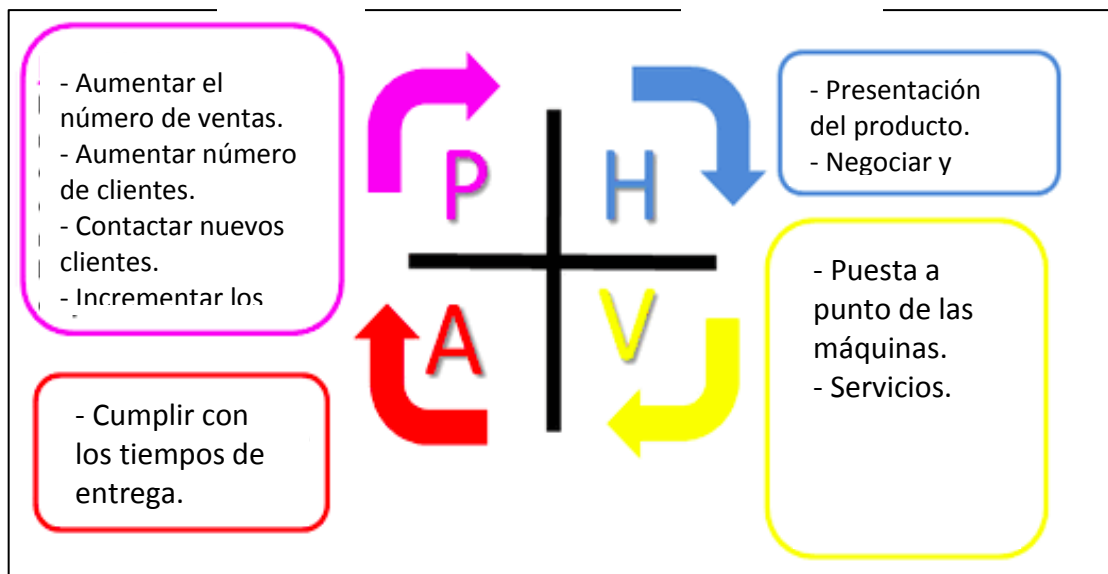 - Aumentar el
número de ventas.
- Aumentar número
de clientes.
- Contactar nuevos
clientes.
- Incrementar los
P
H
- Presentación
del producto.
- Negociar y
A
V
- Puesta a
punto de las
máquinas.
- Servicios.
- Cumplir con
los tiempos de
entrega.